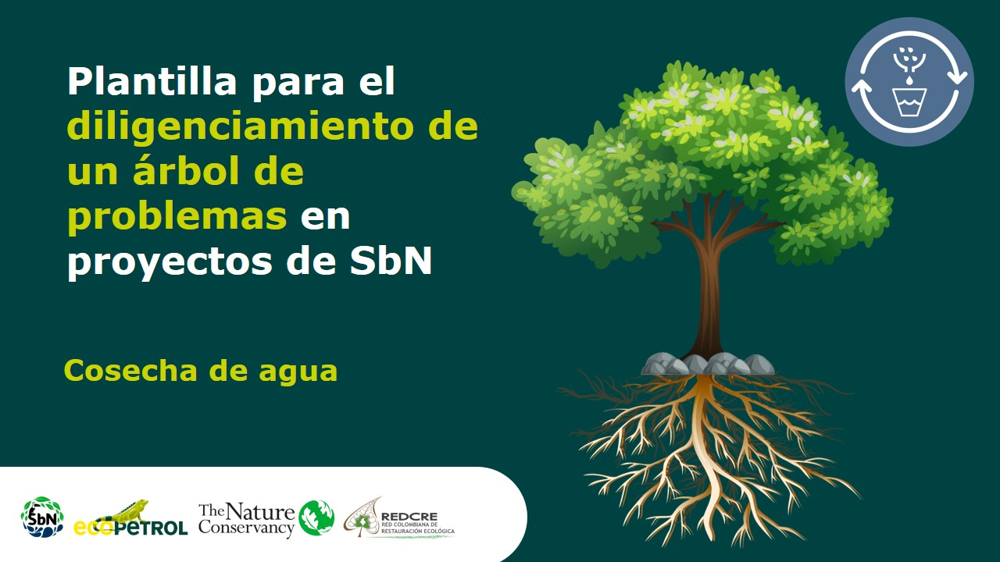 Plantilla para el
diligenciamiento de
un árbol de
problemas en
proyectos de SbN
Cosecha de agua
SbN
ecopetrol
The Nature
Conservancy
REDCRE
RED COLOMBIANA DE
RESTAURACIÓN ECOLÓGICA